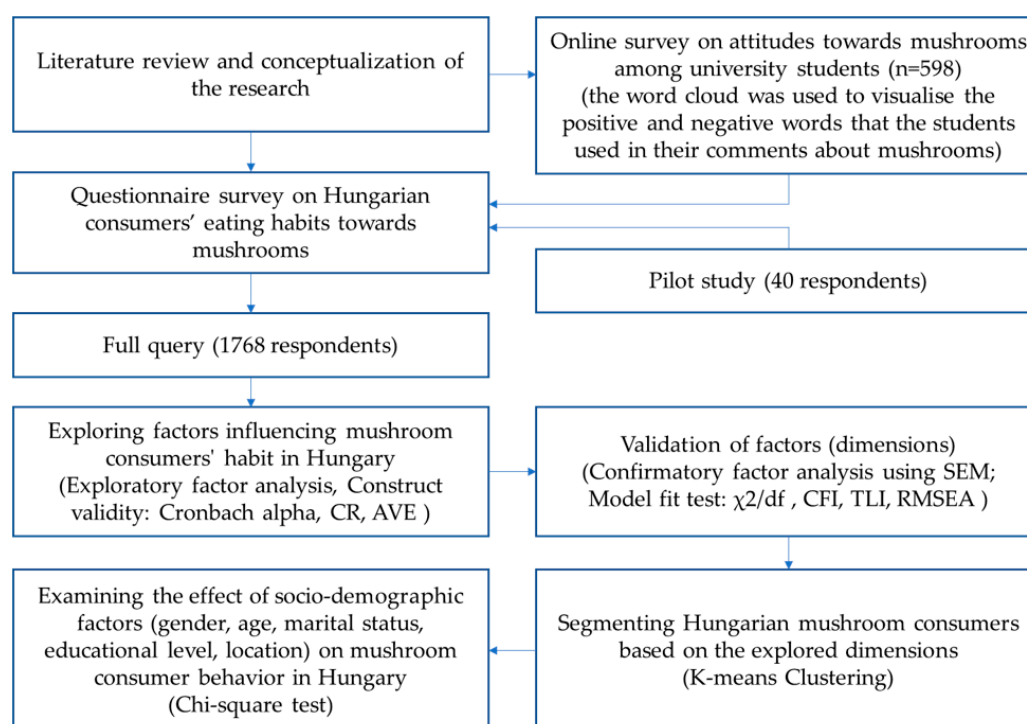 Literature review and conceptualization of
the research
Online survey on attitudes towards mushrooms
among university students (n=598)
(the word cloud was used to visualise the
positive and negative words that the students
used in their comments about mushrooms)
Questionnaire survey on Hungarian
consumers’ eating habits towards
mushrooms
Pilot study (40 respondents)
Full query (1768 respondents)
Exploring factors influencing mushroom
consumers' habit in Hungary
(Exploratory factor analysis, Construct
validity: Cronbach alpha, CR, AVE )
Validation of factors (dimensions)
(Confirmatory factor analysis using SEM;
Model fit test: χ2/df , CFI, TLI, RMSEA )
Examining the effect of socio-demographic
factors (gender, age, marital status,
educational level, location) on mushroom
consumer behavior in Hungary
(Chi-square test)
Segmenting Hungarian mushroom consumers
based on the explored dimensions
(K-means Clustering)